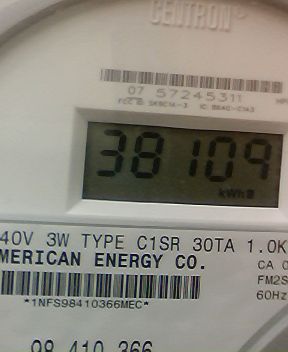 CENTRON®
07 57245311
38109
kWh
40V 3W TYPE C1SR 30TA 1.0K
MERICAN ENERGY CO.
CA 0
FM2S
60Hz
*1NFS98410366MEC*
98 410 366